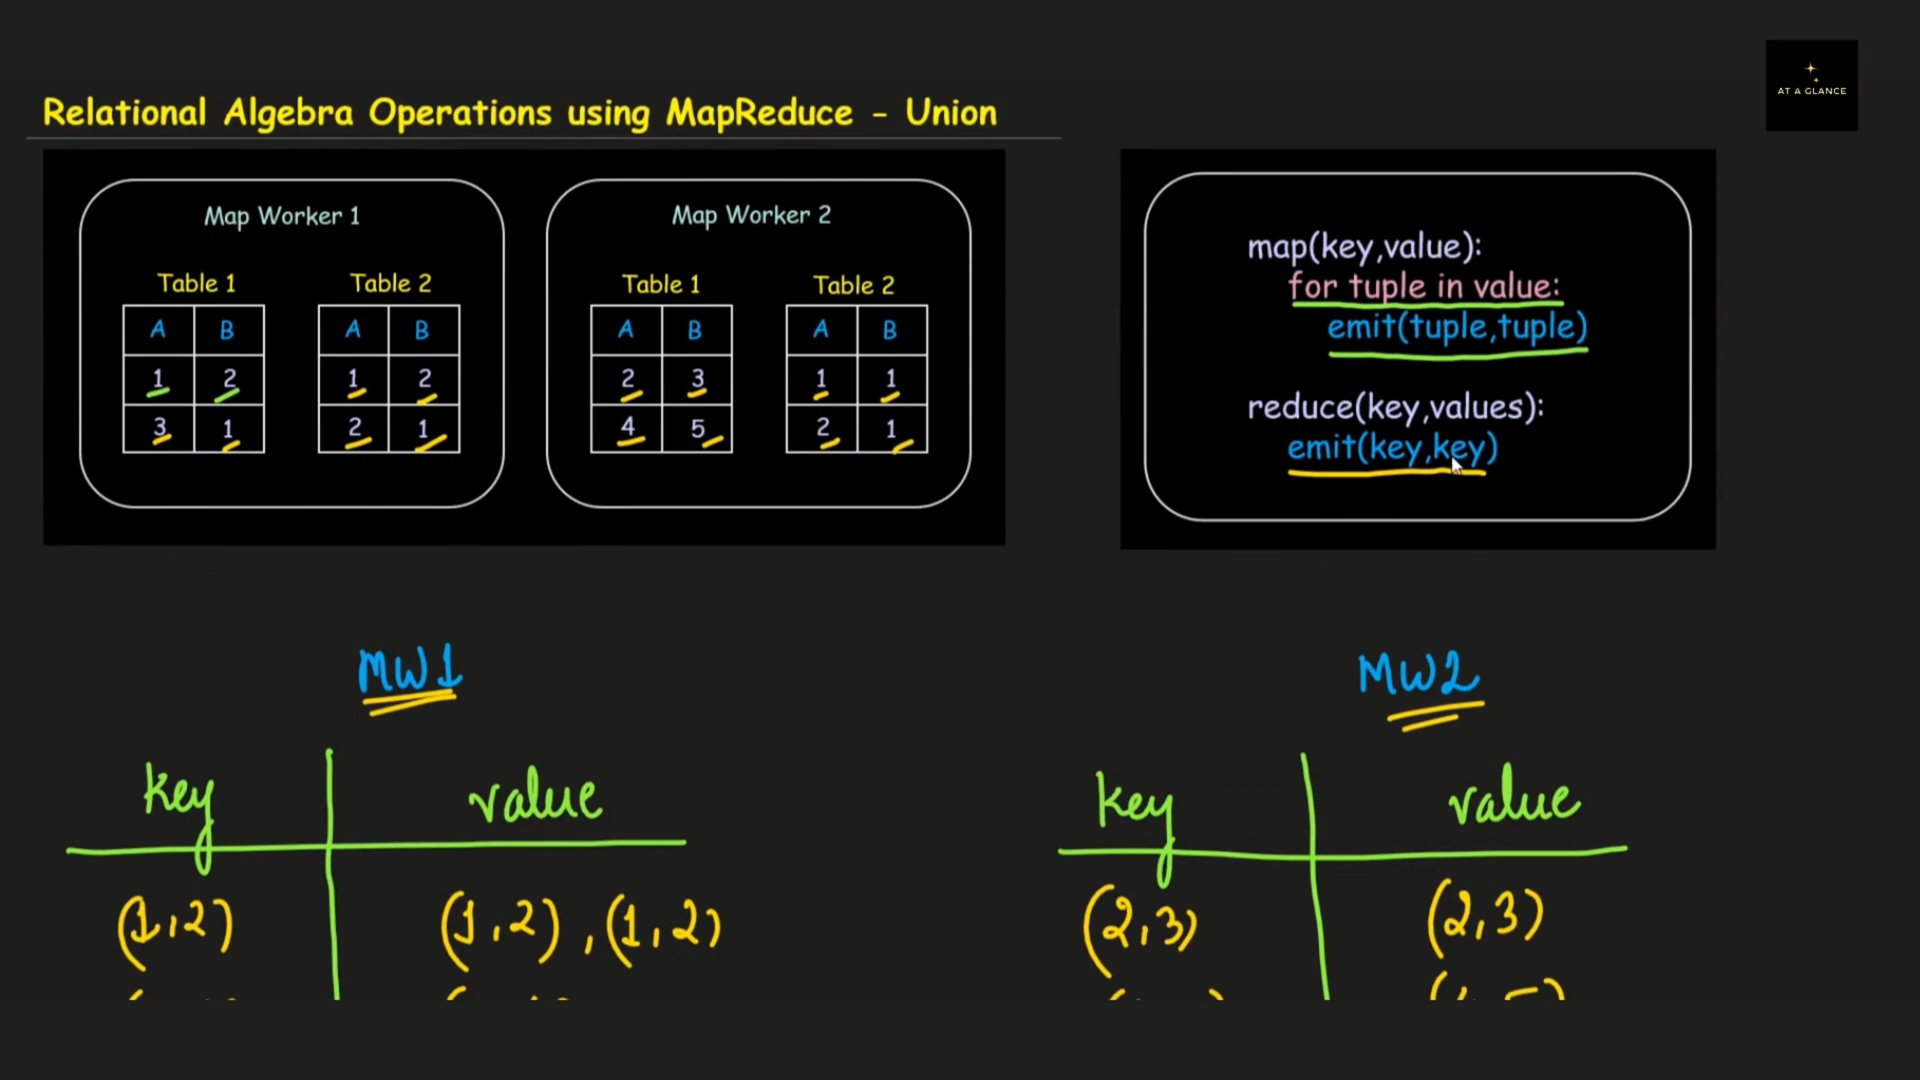 AT A GLANCE
Relational Algebra Operations using MapReduce - Union
Map Worker 1
Table 1
A B
1 2
3 1
Table 2
A B
1 2
2 1
Map Worker 2
Table 1
A B
2 3
4 5
Table 2
A B
1 1
2 1
map(key,value):
for tuple in value:
emit(tuple,tuple)
reduce(key,values):
emit(key,key)
MW1
key value
(1,2) (1,2),(1,2)
MW2
key value
(2,3) (2,3)